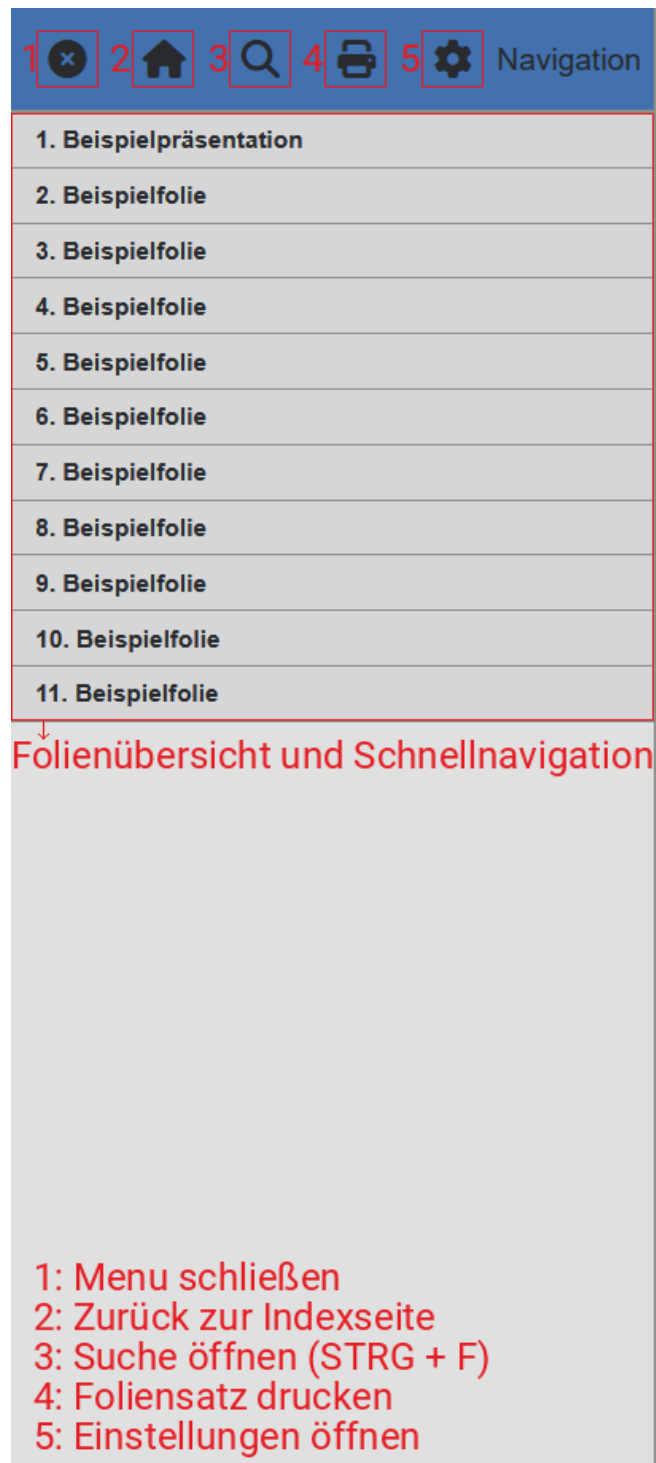 1 2 3 4 5 Navigation
1. Beispielpräsentation
2. Beispielfolie
3. Beispielfolie
4. Beispielfolie
5. Beispielfolie
6. Beispielfolie
7. Beispielfolie
8. Beispielfolie
9. Beispielfolie
10. Beispielfolie
11. Beispielfolie
Folienübersicht und Schnellnavigation
1: Menu schließen
2: Zurück zur Indexseite
3: Suche öffnen (STRG + F)
4: Foliensatz drucken
5: Einstellungen öffnen